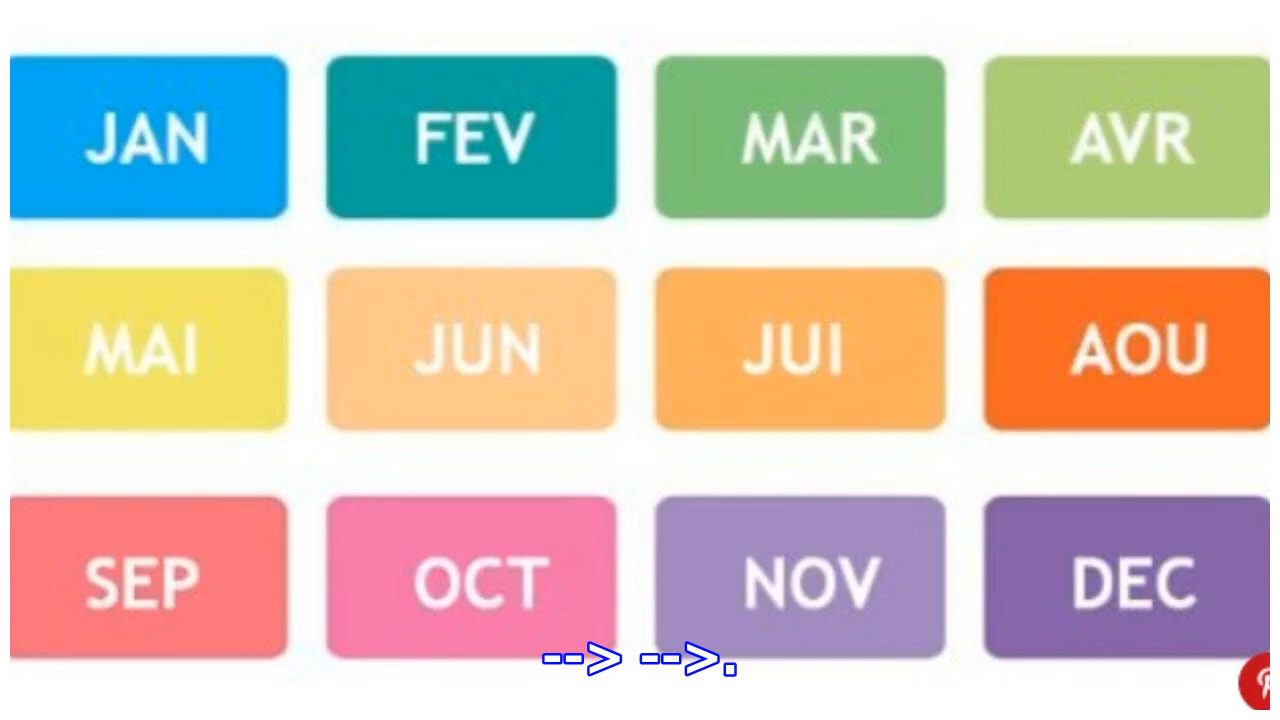 JAN FEV MAR AVR
MAI JUN JUI AOU
SEP OCT NOV DEC
--> -->.